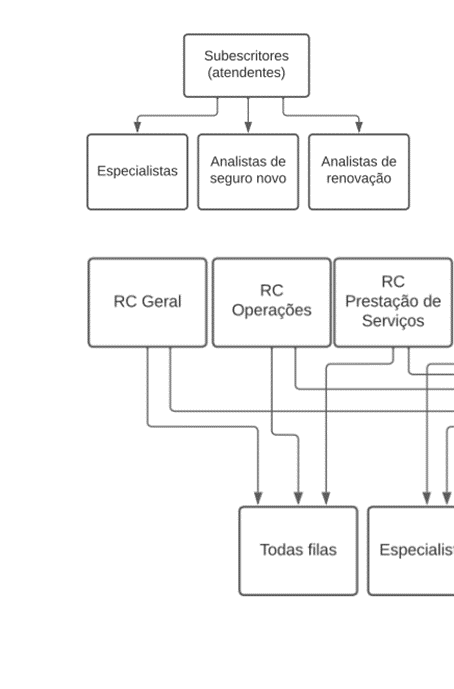 Subescritores
(atendentes)
Especialistas
Analistas de
seguro novo
Analistas de
renovação
RC Geral
RC
Operações
RC
Prestação de
Serviços
Todas filas
Especialis